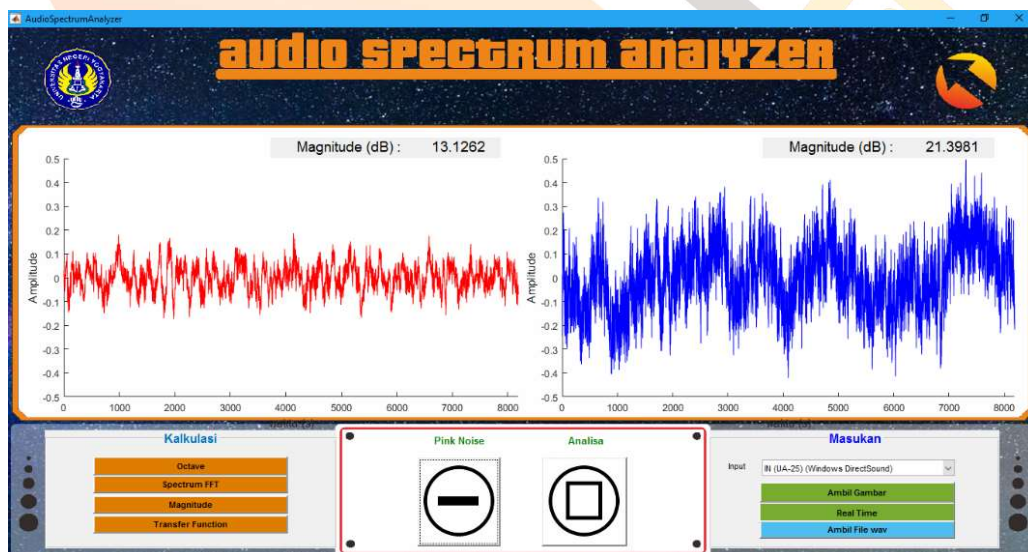 AudioSpectrumAnalyzer
AUDIO SPECTRUM ANALYZER
UNIVERSITAS NEGERI YOGYAKARTA
Magnitude (dB) : 13.1262
0.5
0.4
0.3
0.2
0.1
0
-0.1
-0.2
-0.3
-0.4
-0.5
Amplitude
0 1000 2000 3000 4000 5000 6000 7000 8000
Magnitude (dB) : 21.3981
0.5
0.4
0.3
0.2
0.1
0
-0.1
-0.2
-0.3
-0.4
-0.5
Amplitude
0 1000 2000 3000 4000 5000 6000 7000 8000
Kalkulasi
Octave
Spectrum FFT
Magnitude
Transfer Function
Pink Noise Analisa
Masukan
Input IN (UA-25) (Windows DirectSound)
Ambil Gambar
Real Time
Ambil File wav